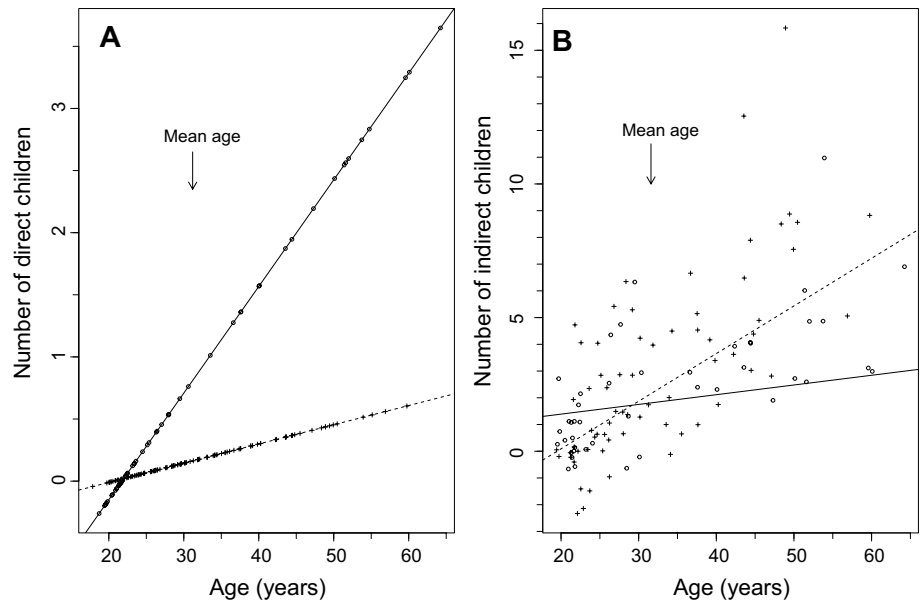 A
Mean age
Number of direct children
0
1
2
3
20
30
40
50
60
Age (years)
B
Mean age
Number of indirect children
0
5
10
15
20
30
40
50
60
Age (years)